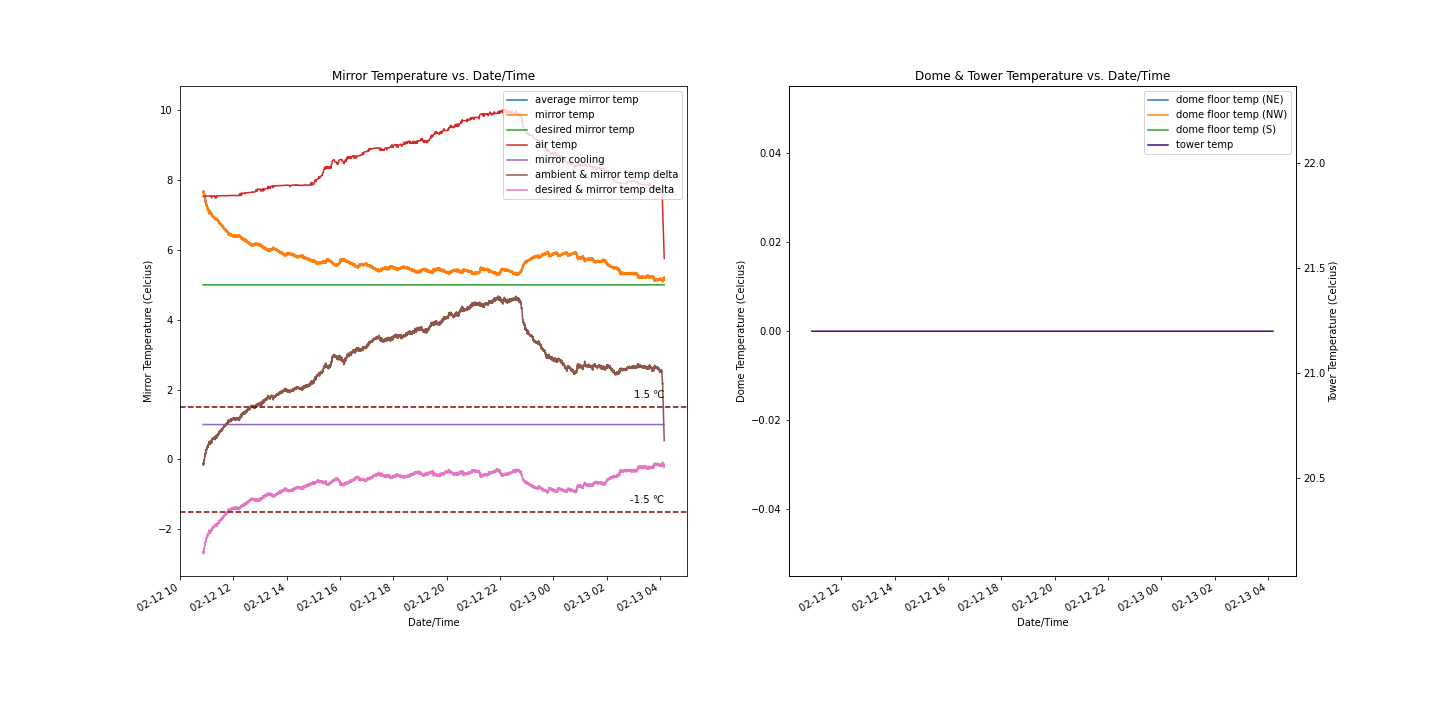 Mirror Temperature vs. Date/Time
Mirror Temperature (Celcius)
10
8
6
4
2
0
−2
average mirror temp
mirror temp
desired mirror temp
air temp
mirror cooling
ambient & mirror temp delta
desired & mirror temp delta
1.5 °C
-1.5 °C
02-12 10
02-12 12
02-12 14
02-12 16
02-12 18
02-12 20
02-12 22
02-13 00
02-13 02
02-13 04
Date/Time
Dome & Tower Temperature vs. Date/Time
Dome Temperature (Celcius)
0.04
0.02
0.00
−0.02
−0.04
dome floor temp (NE)
dome floor temp (NW)
dome floor temp (S)
tower temp
22.0
21.5
21.0
20.5
Tower Temperature (Celcius)
02-12 12
02-12 14
02-12 16
02-12 18
02-12 20
02-12 22
02-13 00
02-13 02
02-13 04
Date/Time